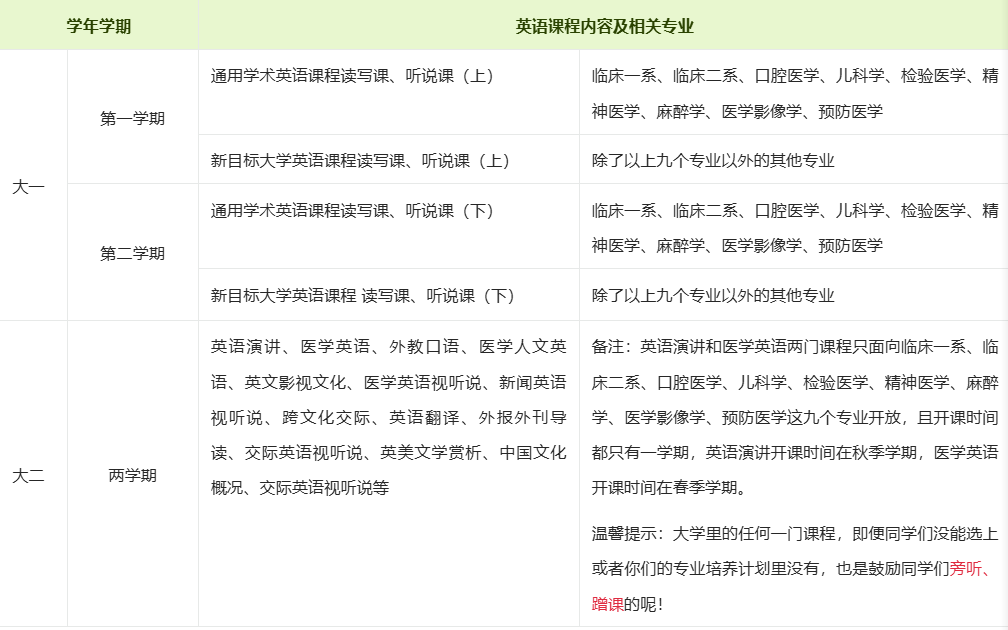 学年学期
英语课程内容及相关专业
大一
第一学期
通用学术英语课程读写课、听说课（上）
临床一系、临床二系、口腔医学、儿科学、检验医学、精
神医学、麻醉学、医学影像学、预防医学
新目标大学英语课程读写课、听说课（上）
除了以上九个专业以外的其他专业
第二学期
通用学术英语课程读写课、听说课（下）
临床一系、临床二系、口腔医学、儿科学、检验医学、精
神医学、麻醉学、医学影像学、预防医学
新目标大学英语课程 读写课、听说课（下）
除了以上九个专业以外的其他专业
大二
两学期
英语演讲、医学英语、外教口语、医学人文英
语、英文影视文化、医学英语视听说、新闻英语
视听说、跨文化交际、英语翻译、外报外刊导
读、交际英语视听说、英美文学赏析、中国文化
概况、交际英语视听说等
备注：英语演讲和医学英语两门课程只面向临床一系、临
床二系、口腔医学、儿科学、检验医学、精神医学、麻醉
学、医学影像学、预防医学这九个专业开放，且开课时间
都只有一学期，英语演讲开课时间在秋季学期，医学英语
开课时间在春季学期。
温馨提示：大学里的任何一门课程，即便同学们没能选上
或者你们的专业培养计划里没有，也是鼓励同学们旁听、
蹭课的呢！